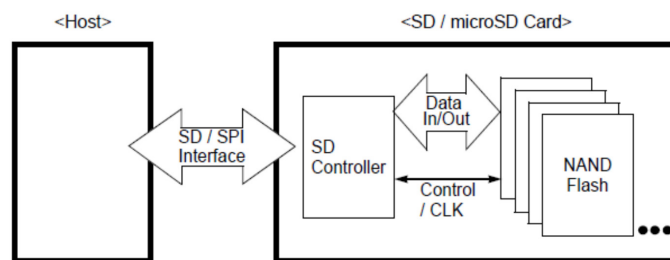 <Host>
<SD / microSD Card>
SD / SPI
Interface
SD
Controller
Data
In/Out
Control
/ CLK
NAND
Flash